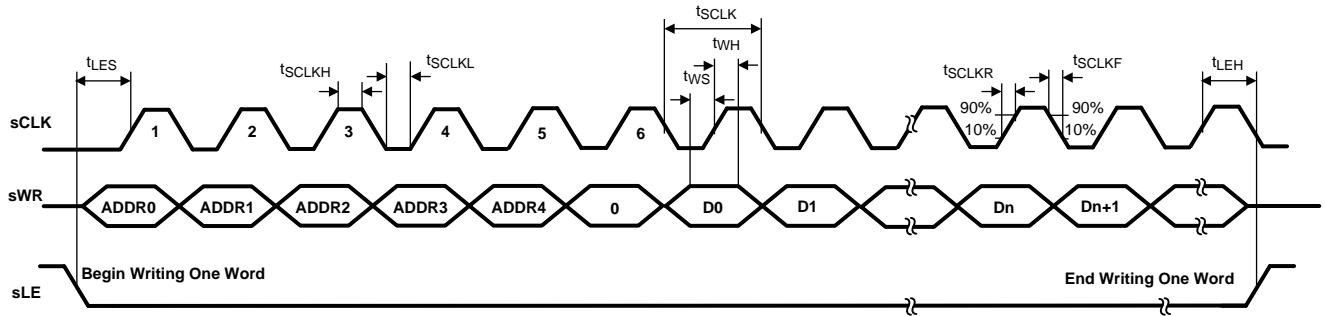 tSCLK
tLES
tSCLKH
tSCLKL
tWH
tWS
tSCLKR
tSCLKF
tLEH
90%
90%
10%
10%
sCLK
1
2
3
4
5
6
sWR
ADDR0
ADDR1
ADDR2
ADDR3
ADDR4
0
D0
D1
Dn
Dn+1
Begin Writing One Word
End Writing One Word
sLE